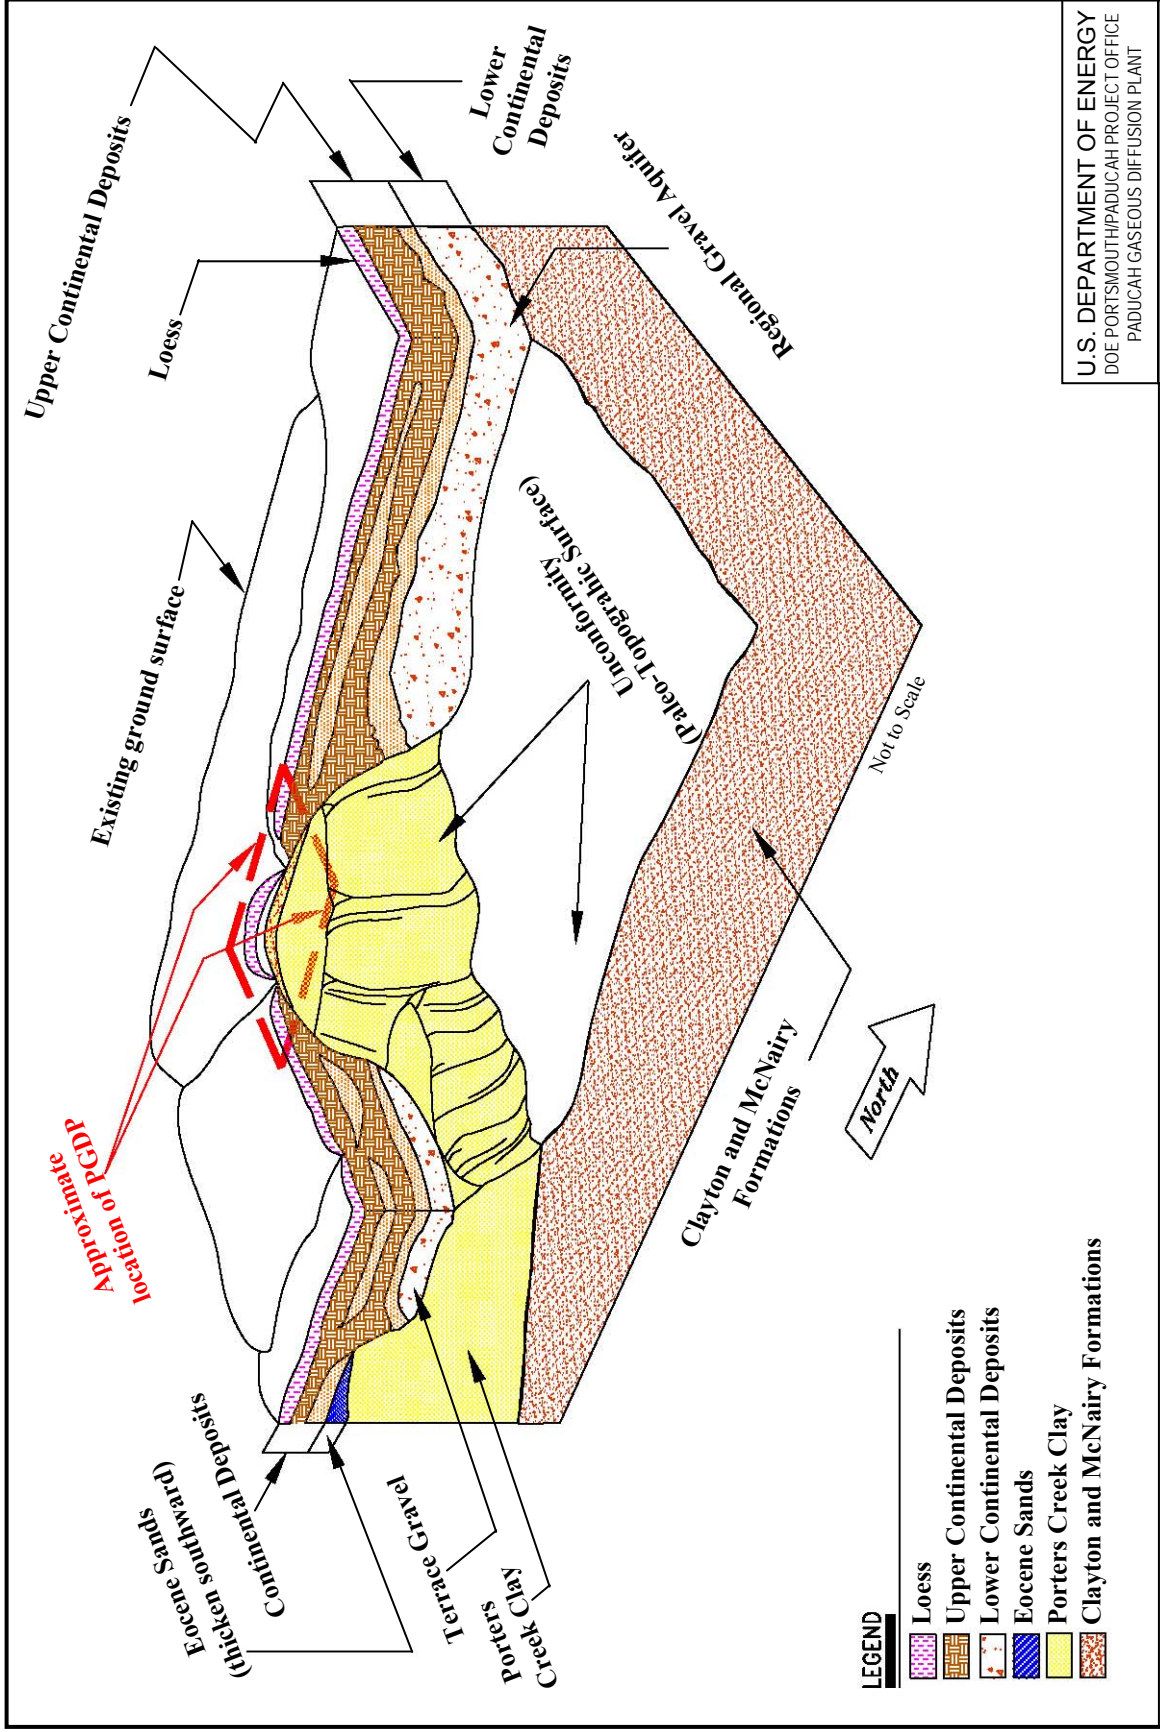 Upper Continental Deposits
Loess
Lower
Continental
Deposits
Existing ground surface
Regional Gravel Aquifer
Approximate
location of PGDP
Unconformity
(Paleo-Topograhic Surface)
Eocene Sands
(thicken southward)
Continental Deposits
Terrace Gravel
Porters
Creek Clay
Clayton and McNairy
Formations
Not to Scale
North
LEGEND
Loess
Upper Continental Deposits
Lower Continental Deposits
Eocene Sands
Porters Creek Clay
Clayton and McNairy Formations
U.S. DEPARTMENT OF ENERGY
DOE PORTSMOUTH/PADUCAH PROJECT OFFICE
PADUCAH GASEOUS DIFFUSION PLANT